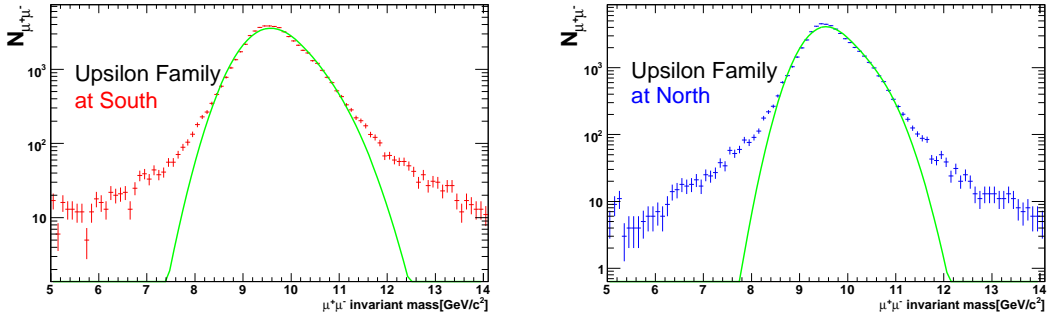 N μ⁺μ⁻
10³
10²
10
Upsilon Family
at South
5 6 7 8 9 10 11 12 13 14
μ⁺μ⁻ invariant mass[GeV/c²]
N μ⁺μ⁻
10³
10²
10
1
Upsilon Family
at North
5 6 7 8 9 10 11 12 13 14
μ⁺μ⁻ invariant mass[GeV/c²]